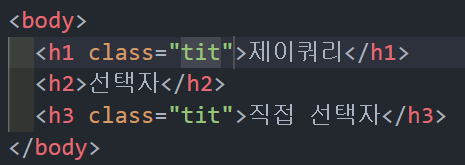 <body>
<h1 class="tit">제이쿼리</h1>
<h2>선택자</h2>
<h3 class="tit">직접 선택자</h3>
</body>